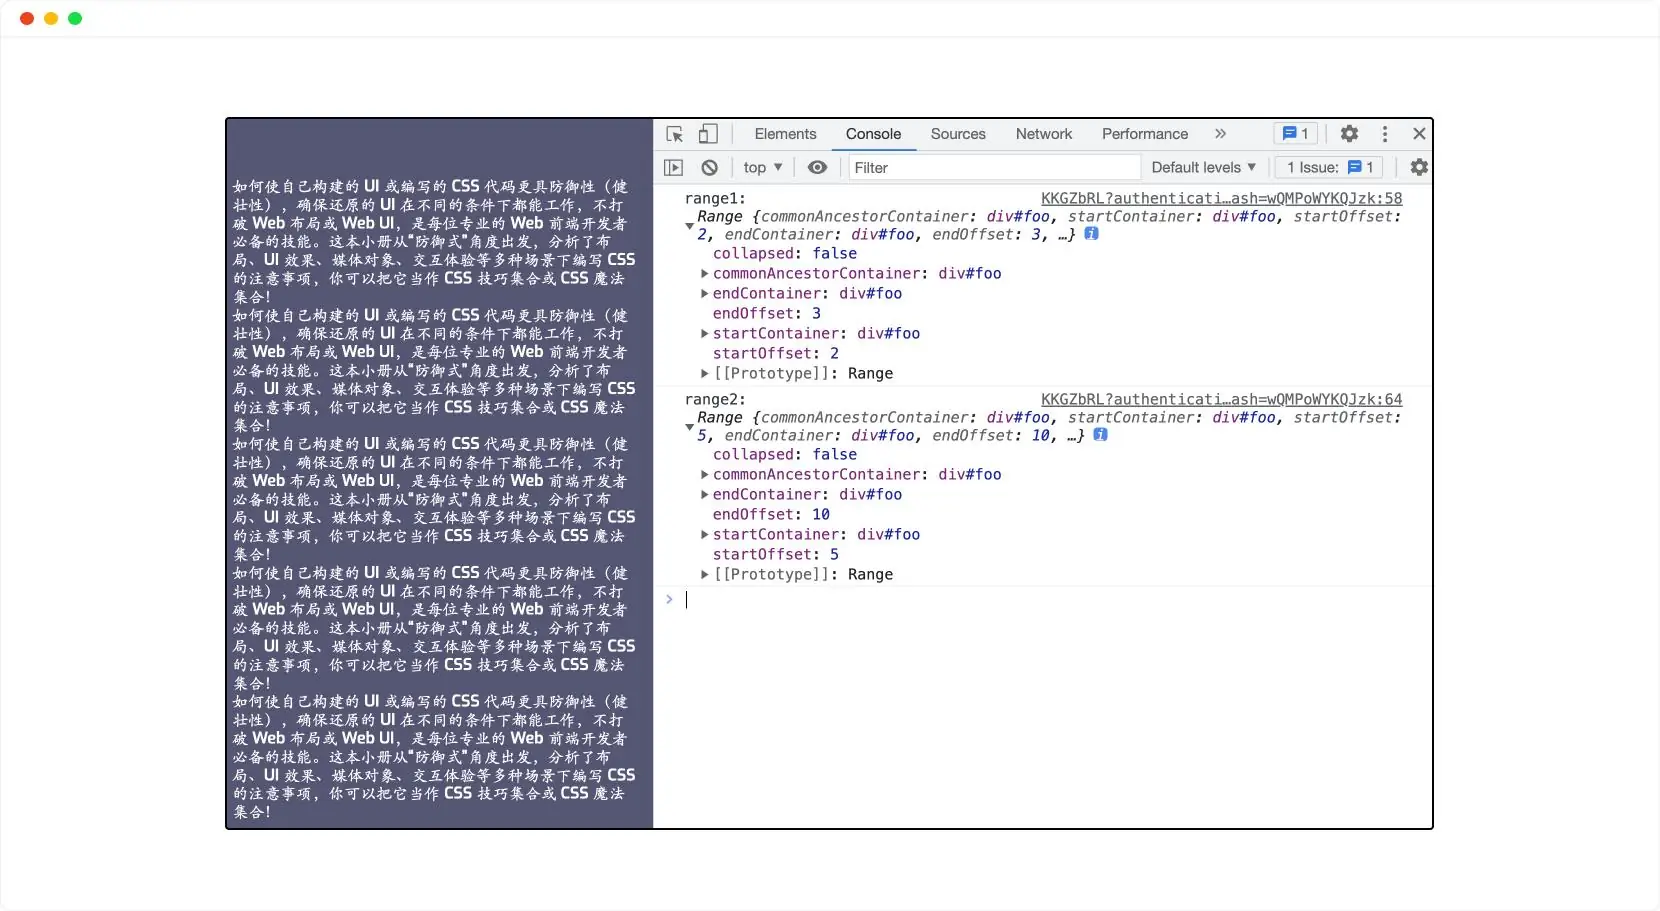 如何使自己构建的 UI 或编写的 CSS 代码更具防御性（健
壮性），确保还原的 UI 在不同的条件下都能工作，不打
破 Web 布局或 Web UI，是每位专业的 Web 前端开发者
必备的技能。这本小册从“防御式”角度出发，分析了布
局、UI 效果、媒体对象、交互体验等多种场景下编写 CSS
的注意事项，你可以把它当作 CSS 技巧集合或 CSS 魔法
集合!
如何使自己构建的 UI 或编写的 CSS 代码更具防御性（健
壮性），确保还原的 UI 在不同的条件下都能工作，不打
破 Web 布局或 Web UI，是每位专业的 Web 前端开发者
必备的技能。这本小册从“防御式”角度出发，分析了布
局、UI 效果、媒体对象、交互体验等多种场景下编写 CSS
的注意事项，你可以把它当作 CSS 技巧集合或 CSS 魔法
集合!
如何使自己构建的 UI 或编写的 CSS 代码更具防御性（健
壮性），确保还原的 UI 在不同的条件下都能工作，不打
破 Web 布局或 Web UI，是每位专业的 Web 前端开发者
必备的技能。这本小册从“防御式”角度出发，分析了布
局、UI 效果、媒体对象、交互体验等多种场景下编写 CSS
的注意事项，你可以把它当作 CSS 技巧集合或 CSS 魔法
集合!
如何使自己构建的 UI 或编写的 CSS 代码更具防御性（健
壮性），确保还原的 UI 在不同的条件下都能工作，不打
破 Web 布局或 Web UI，是每位专业的 Web 前端开发者
必备的技能。这本小册从“防御式”角度出发，分析了布
局、UI 效果、媒体对象、交互体验等多种场景下编写 CSS
的注意事项，你可以把它当作 CSS 技巧集合或 CSS 魔法
集合!
如何使自己构建的 UI 或编写的 CSS 代码更具防御性（健
壮性），确保还原的 UI 在不同的条件下都能工作，不打
破 Web 布局或 Web UI，是每位专业的 Web 前端开发者
必备的技能。这本小册从“防御式”角度出发，分析了布
局、UI 效果、媒体对象、交互体验等多种场景下编写 CSS
的注意事项，你可以把它当作 CSS 技巧集合或 CSS 魔法
集合!
Elements Console Sources Network Performance » 1
top ▼ Filter Default levels ▼ 1 Issue: 1
range1: KKGZbRL?authenticati…ash=wQMPoWYKQJzk:58
Range {commonAncestorContainer: div#foo, startContainer: div#foo, startOffset:
2, endContainer: div#foo, endOffset: 3, …} i
collapsed: false
commonAncestorContainer: div#foo
endContainer: div#foo
endOffset: 3
startContainer: div#foo
startOffset: 2
[[Prototype]]: Range
range2: KKGZbRL?authenticati…ash=wQMPoWYKQJzk:64
Range {commonAncestorContainer: div#foo, startContainer: div#foo, startOffset:
5, endContainer: div#foo, endOffset: 10, …} i
collapsed: false
commonAncestorContainer: div#foo
endContainer: div#foo
endOffset: 10
startContainer: div#foo
startOffset: 5
[[Prototype]]: Range